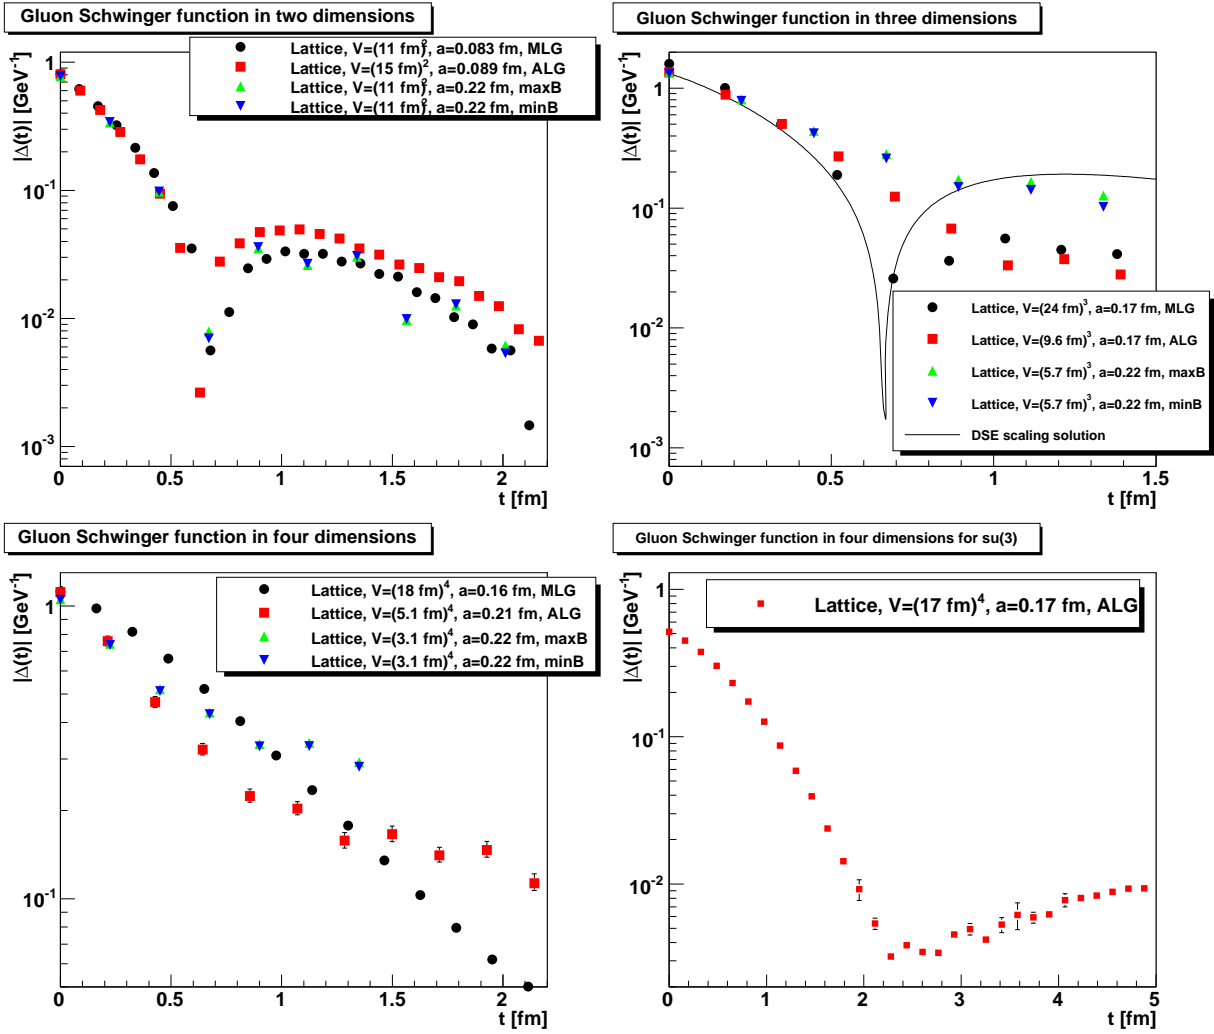 Gluon Schwinger function in two dimensions
Lattice, V=(11 fm)², a=0.083 fm, MLG
Lattice, V=(15 fm)², a=0.089 fm, ALG
Lattice, V=(11 fm)², a=0.22 fm, maxB
Lattice, V=(11 fm)², a=0.22 fm, minB
|Δ(t)| [GeV⁻¹]
1
10⁻¹
10⁻²
10⁻³
0 0.5 1 1.5 2
t [fm]
Gluon Schwinger function in three dimensions
|Δ(t)| [GeV⁻¹]
1
10⁻¹
10⁻²
10⁻³
Lattice, V=(24 fm)³, a=0.17 fm, MLG
Lattice, V=(9.6 fm)³, a=0.17 fm, ALG
Lattice, V=(5.7 fm)³, a=0.22 fm, maxB
Lattice, V=(5.7 fm)³, a=0.22 fm, minB
DSE scaling solution
0 0.5 1 1.5
t [fm]
Gluon Schwinger function in four dimensions
Lattice, V=(18 fm)⁴, a=0.16 fm, MLG
Lattice, V=(5.1 fm)⁴, a=0.21 fm, ALG
Lattice, V=(3.1 fm)⁴, a=0.22 fm, maxB
Lattice, V=(3.1 fm)⁴, a=0.22 fm, minB
|Δ(t)| [GeV⁻¹]
1
10⁻¹
0 0.5 1 1.5 2
t [fm]
Gluon Schwinger function in four dimensions for su(3)
Lattice, V=(17 fm)⁴, a=0.17 fm, ALG
|Δ(t)| [GeV⁻¹]
1
10⁻¹
10⁻²
0 1 2 3 4 5
t [fm]